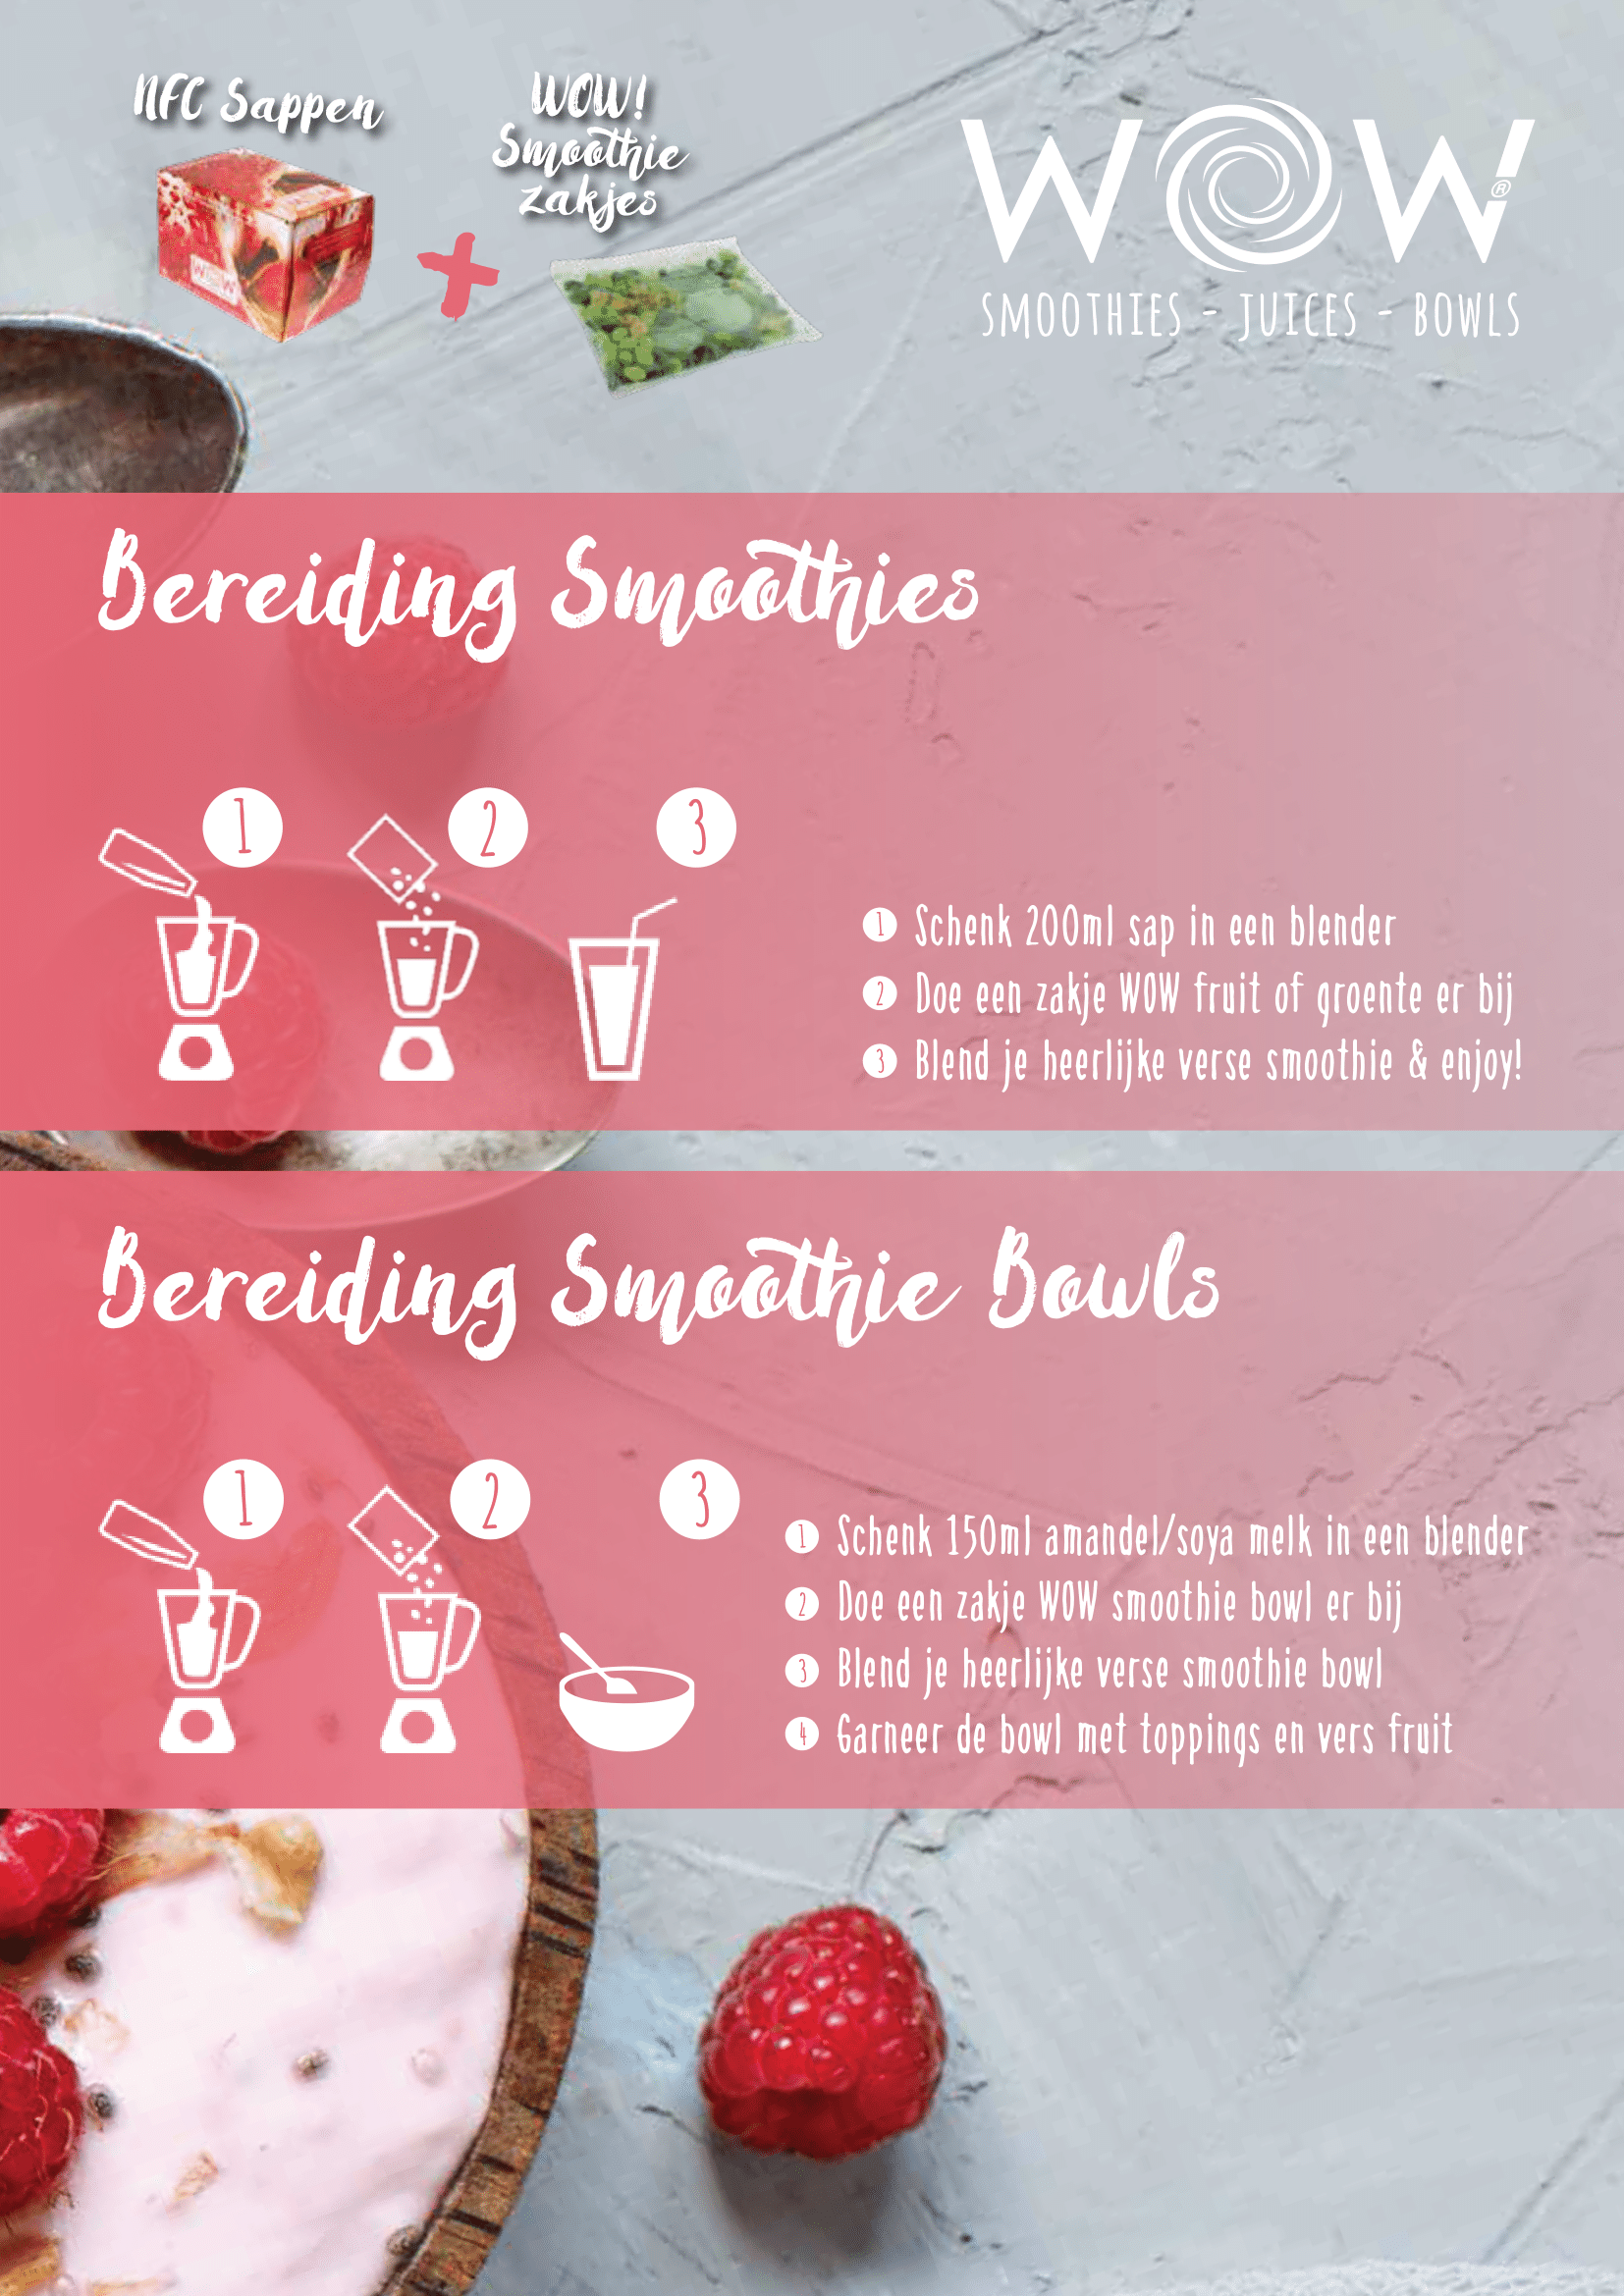 NFC Sappen
WOW!
Smoothie
zakjes
WOW!®
SMOOTHIES - JUICES - BOWLS
Bereiding Smoothies
1
2
3
1 Schenk 200ml sap in een blender
2 Doe een zakje WOW fruit of groente er bij
3 Blend je heerlijke verse smoothie & enjoy!
Bereiding Smoothie Bowls
1
2
3
1 Schenk 150ml amandel/soya melk in een blender
2 Doe een zakje WOW smoothie bowl er bij
3 Blend je heerlijke verse smoothie bowl
4 Garneer de bowl met toppings en vers fruit